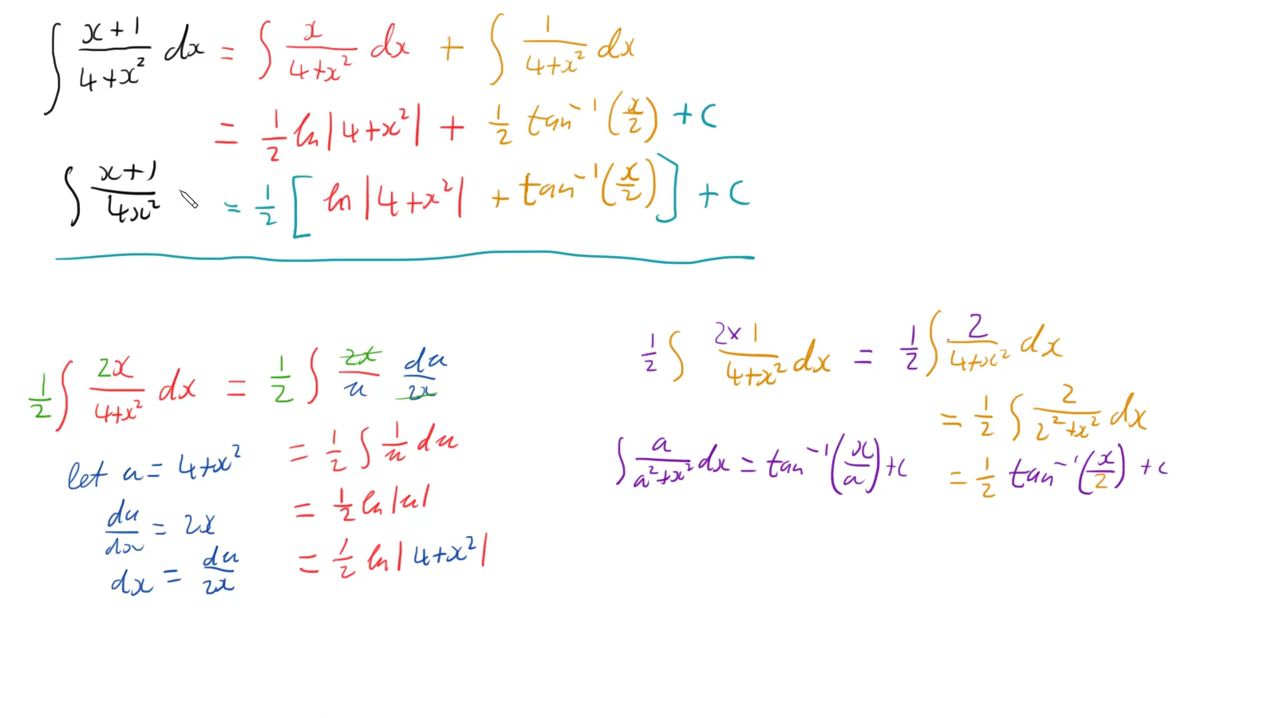 ∫ x+1/4+x² dx = ∫ x/4+x² dx + ∫ 1/4+x² dx
= 1/2 ln|4+x²| + 1/2 tan⁻¹(x/2) + C
∫ x+1/4x² = 1/2 [ ln|4+x²| + tan⁻¹(x/2) ] + C
1/2 ∫ 2x/4+x² dx = 1/2 ∫ 2x/u du/2x
= 1/2 ∫ 1/u du
= 1/2 ln|u|
= 1/2 ln|4+x²|
let u = 4+x²
du/dx = 2x
dx = du/2x
1/2 ∫ 2×1/4+x² dx = 1/2 ∫ 2/4+x² dx
= 1/2 ∫ 2/2²+x² dx
= 1/2 tan⁻¹(x/2) + c
∫ a/a²+x² dx = tan⁻¹(x/a) + c